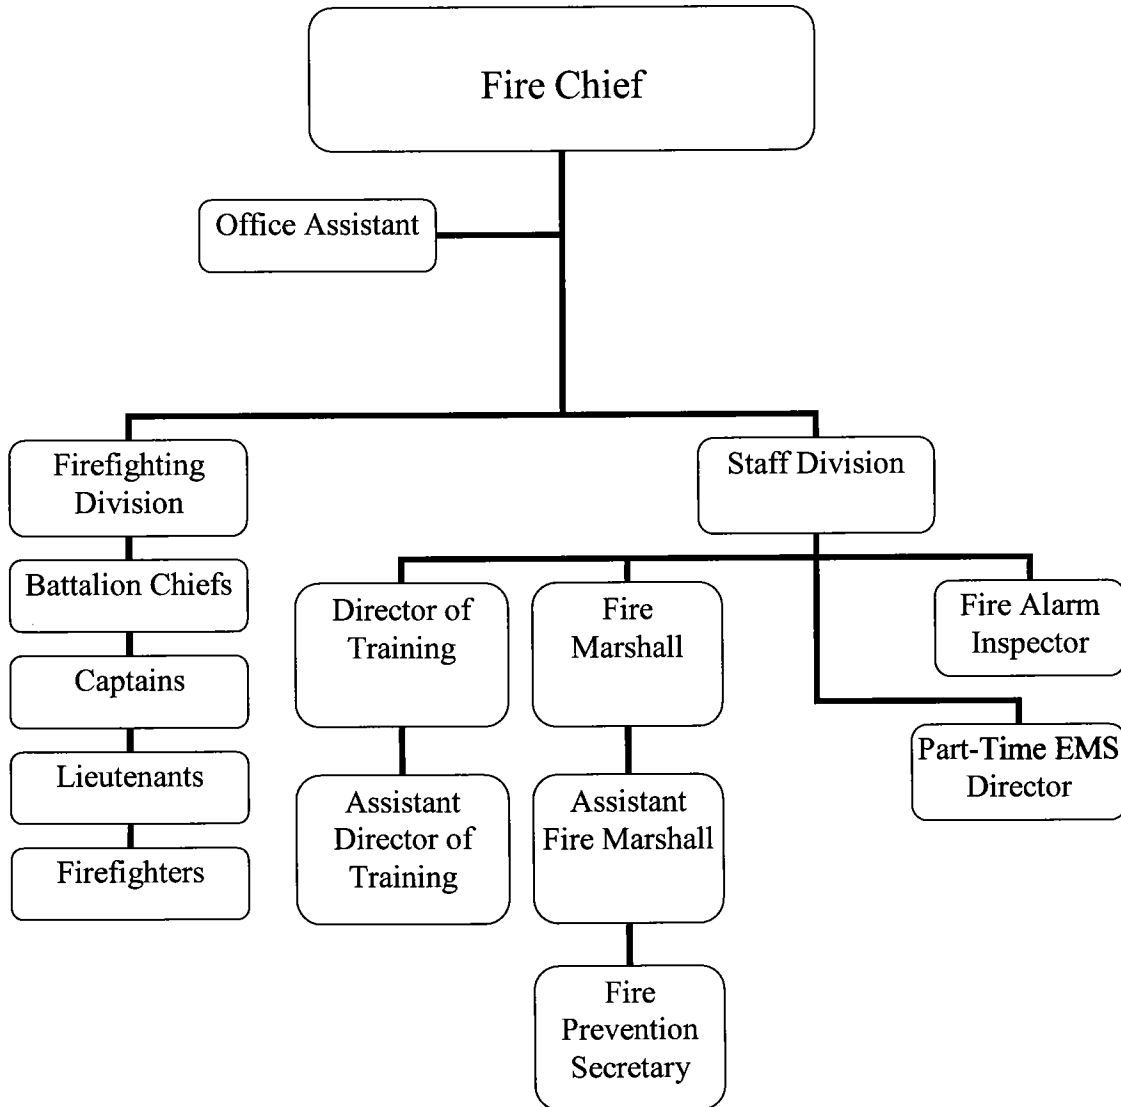 Fire Chief
Office Assistant
Firefighting
Division
Staff Division
Battalion Chiefs
Captains
Lieutenants
Firefighters
Director of
Training
Assistant
Director of
Training
Fire
Marshall
Assistant
Fire Marshall
Fire
Prevention
Secretary
Fire Alarm
Inspector
Part-Time EMS
Director